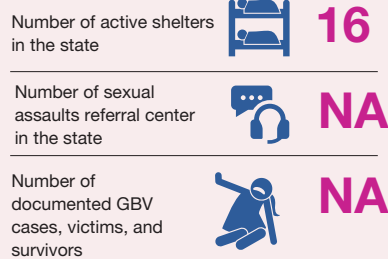 Number of active shelters
in the state
16
Number of sexual
assaults referral center
in the state
NA
Number of
documented GBV
cases, victims, and
survivors
NA